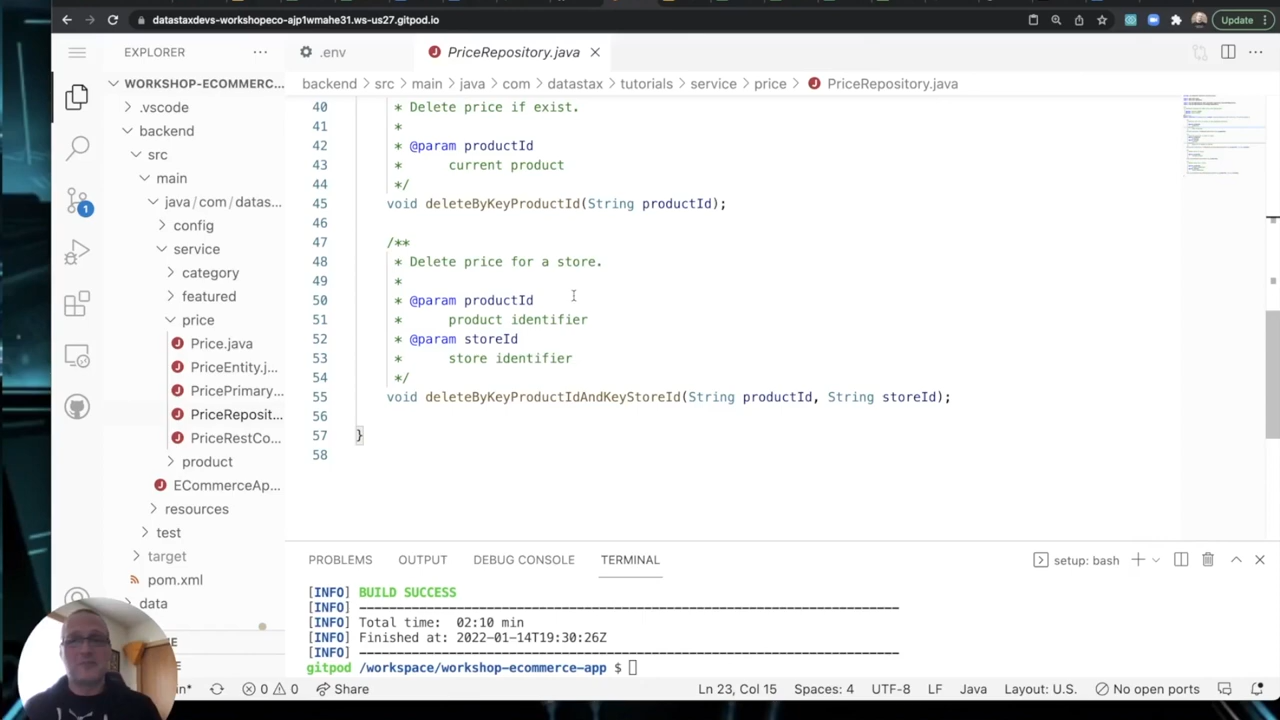 datastaxdevs-workshopeco-ajp1wmahe31.ws-us27.gitpod.io
Update
EXPLORER
.env
PriceRepository.java
WORKSHOP-ECOMMERC...
backend > src > main > java > com > datastax > tutorials > service > price > PriceRepository.java
.vscode
backend
src
main
java/com/datas...
config
service
category
featured
price
Price.java
PriceEntity.j...
PricePrimary...
PriceReposit...
PriceRestCo...
product
ECommerceAp...
resources
test
target
pom.xml
data
40 * Delete price if exist.
41 *
42 * @param productId
43 * current product
44 */
45 void deleteByKeyProductId(String productId);
46
47 /**
48 * Delete price for a store.
49 *
50 * @param productId
51 * product identifier
52 * @param storeId
53 * store identifier
54 */
55 void deleteByKeyProductIdAndKeyStoreId(String productId, String storeId);
56
57 }
58
PROBLEMS OUTPUT DEBUG CONSOLE TERMINAL
setup: bash
[INFO] BUILD SUCCESS
[INFO] ------------------------------------------------------------------------
[INFO] Total time: 02:10 min
[INFO] Finished at: 2022-01-14T19:30:26Z
[INFO] ------------------------------------------------------------------------
gitpod /workspace/workshop-ecommerce-app $
1
0 0 Share
Ln 23, Col 15 Spaces: 4 UTF-8 LF Java Layout: U.S. No open ports